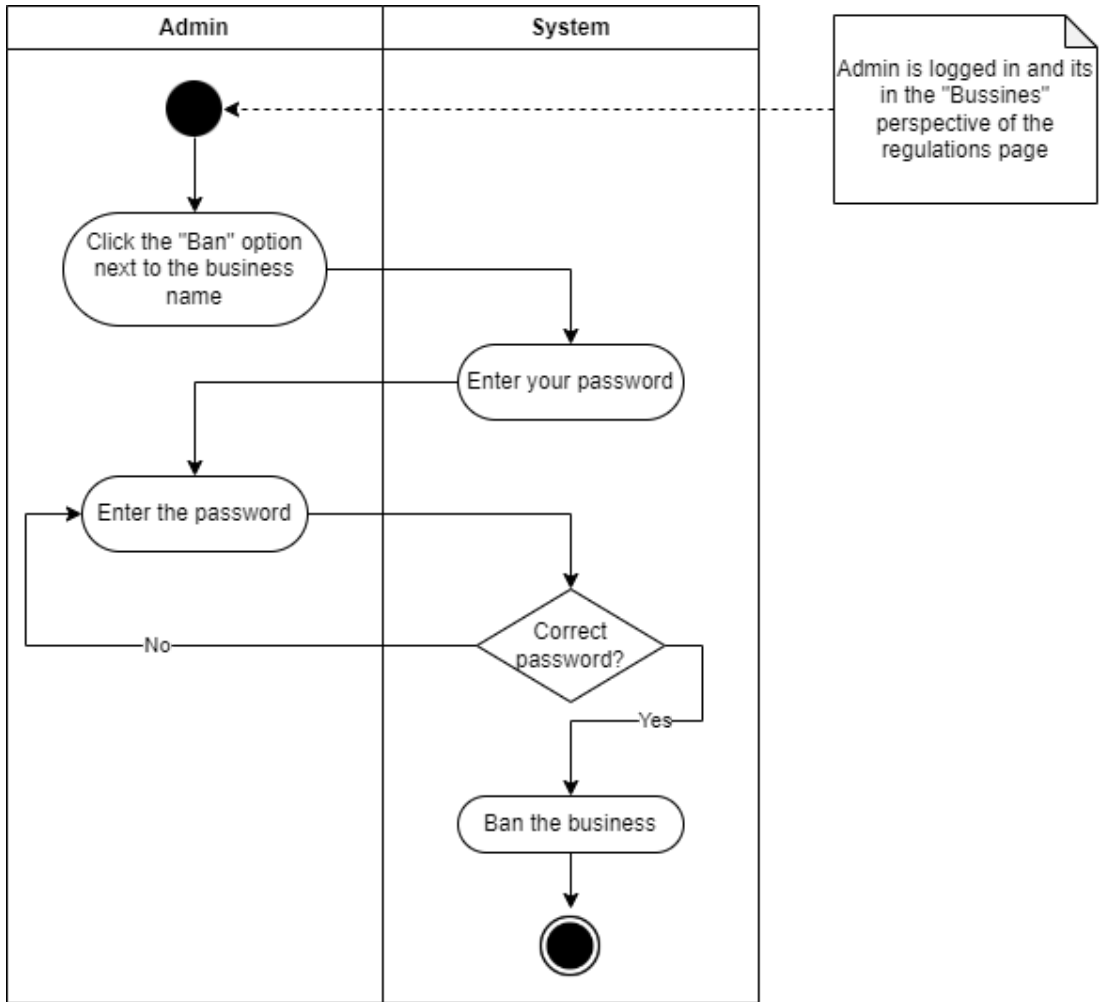 Admin
System
Admin is logged in and its
in the "Bussines"
perspective of the
regulations page
Click the "Ban" option
next to the business
name
Enter your password
Enter the password
Correct
password?
No
Yes
Ban the business